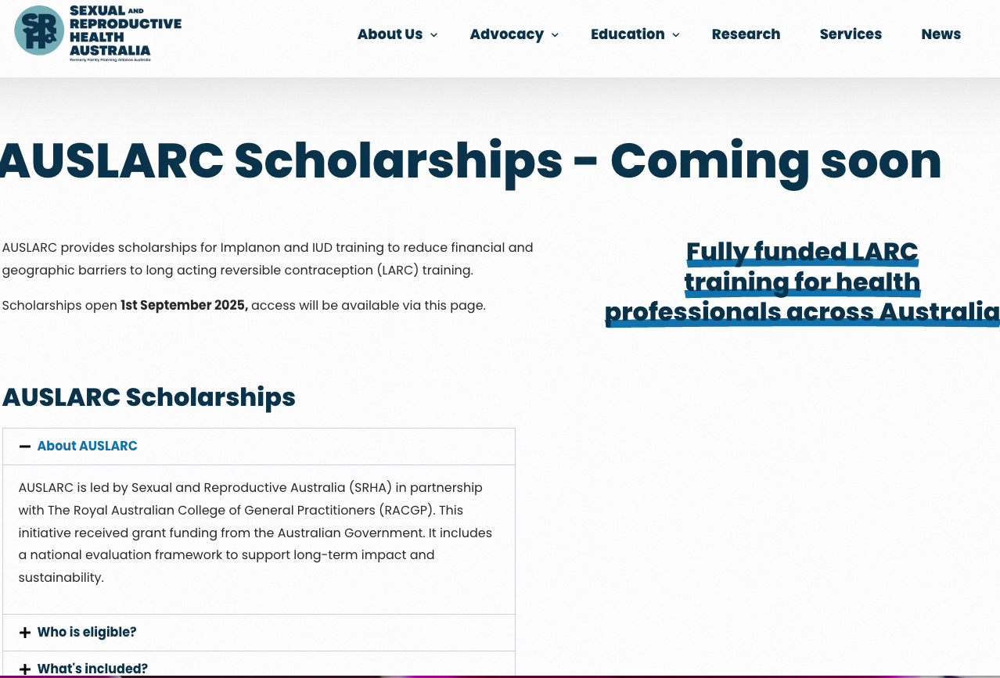 SEXUAL AND
REPRODUCTIVE
HEALTH
AUSTRALIA
Formerly Family Planning Alliance Australia
SRHA
About Us
Advocacy
Education
Research
Services
News
AUSLARC Scholarships - Coming soon
AUSLARC provides scholarships for Implanon and IUD training to reduce financial and
geographic barriers to long acting reversible contraception (LARC) training.
Scholarships open 1st September 2025, access will be available via this page.
Fully funded LARC
training for health
professionals across Australia
AUSLARC Scholarships
About AUSLARC
AUSLARC is led by Sexual and Reproductive Australia (SRHA) in partnership
with The Royal Australian College of General Practitioners (RACGP). This
initiative received grant funding from the Australian Government. It includes
a national evaluation framework to support long-term impact and
sustainability.
Who is eligible?
What's included?